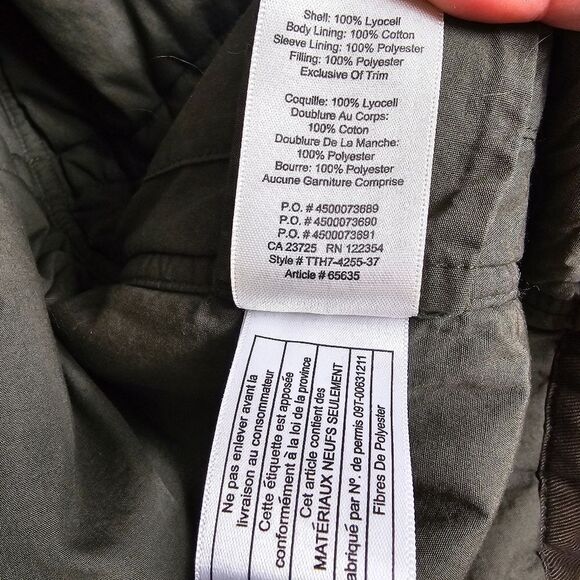 Shell: 100% Lyocell
Body Lining: 100% Cotton
Sleeve Lining: 100% Polyester
Filling: 100% Polyester
Exclusive Of Trim
Coquille: 100% Lyocell
Doublure Au Corps:
100% Coton
Doublure De La Manche:
100% Polyester
Bourre: 100% Polyester
Aucune Garniture Comprise
P.O. # 4500073689
P.O. # 4500073690
P.O. # 4500073691
CA 23725 RN 122354
Style # TTH7-4255-37
Article # 65635
Ne pas enlever avant la
livraison au consommateur
Cette étiquette est apposée
conformément à la loi de la province
Cet article contient des
MATÉRIAUX NEUFS SEULEMENT
abriqué par N°. de permis 09T-00631211
Fibres De Polyester